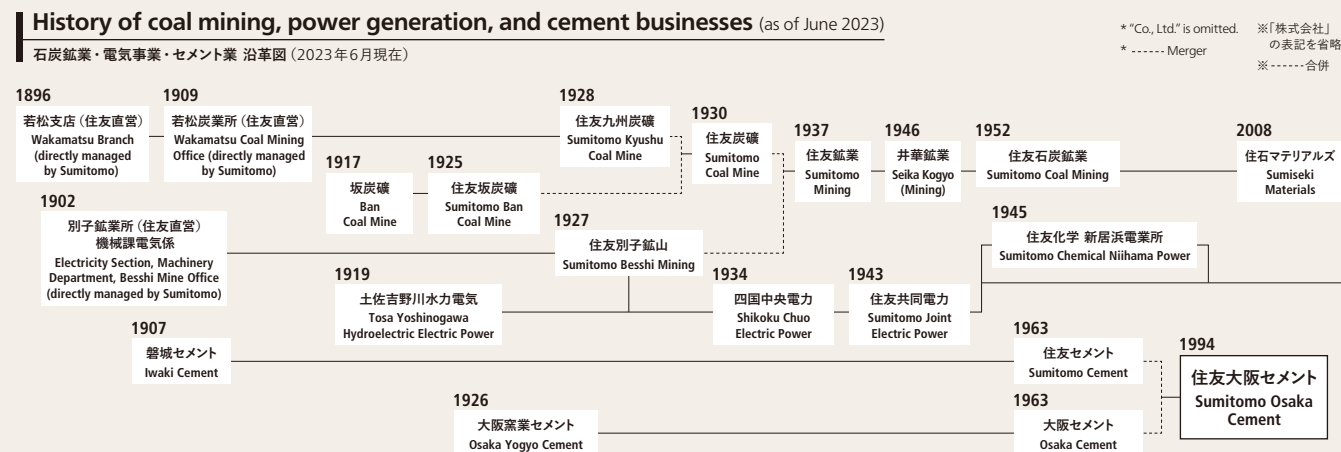 History of coal mining, power generation, and cement businesses (as of June 2023)
石炭鉱業・電気事業・セメント業 沿革図（2023年6月現在）
* “Co., Ltd.” is omitted.
* ------ Merger
※「株式会社」
の表記を省略
※------合併
1896
若松支店（住友直営）
Wakamatsu Branch
(directly managed
by Sumitomo)
1909
若松炭業所（住友直営）
Wakamatsu Coal Mining
Office (directly managed
by Sumitomo)
1928
住友九州炭礦
Sumitomo Kyushu
Coal Mine
1930
住友炭礦
Sumitomo
Coal Mine
1937
住友鉱業
Sumitomo
Mining
1946
井華鉱業
Seika Kogyo
(Mining)
1952
住友石炭鉱業
Sumitomo Coal Mining
2008
住石マテリアルズ
Sumiseki
Materials
1917
坂炭礦
Ban
Coal Mine
1925
住友坂炭礦
Sumitomo Ban
Coal Mine
1902
別子鉱業所（住友直営）
機械課電気係
Electricity Section, Machinery
Department, Besshi Mine Office
(directly managed by Sumitomo)
1927
住友別子鉱山
Sumitomo Besshi Mining
1945
住友化学 新居浜電業所
Sumitomo Chemical Niihama Power
1919
土佐吉野川水力電気
Tosa Yoshinogawa
Hydroelectric Electric Power
1934
四国中央電力
Shikoku Chuo
Electric Power
1943
住友共同電力
Sumitomo Joint
Electric Power
1907
磐城セメント
Iwaki Cement
1963
住友セメント
Sumitomo Cement
1994
住友大阪セメント
Sumitomo Osaka
Cement
1926
大阪窯業セメント
Osaka Yogyo Cement
1963
大阪セメント
Osaka Cement